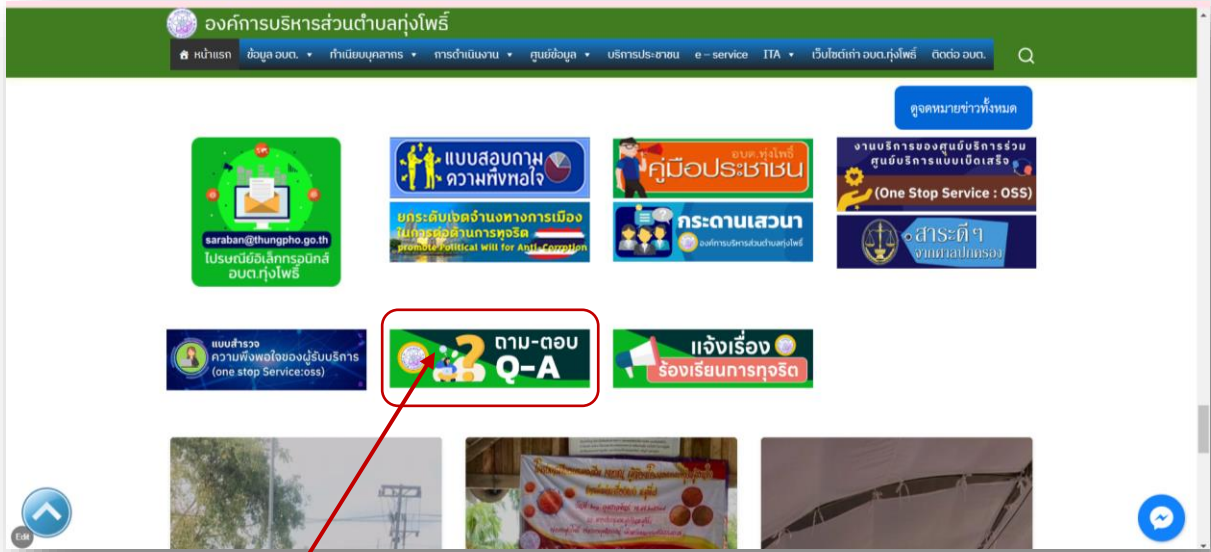 องค์การบริหารส่วนตำบลทุ่งโพธิ์
หน้าแรก ข้อมูล อบต. ทำเนียบบุคลากร การดำเนินงาน ศูนย์ข้อมูล บริการประชาชน e – service ITA เว็บไซต์เก่า อบต.ทุ่งโพธิ์ ติดต่อ อบต.
ดูจดหมายข่าวทั้งหมด
saraban@thungpho.go.th
ไปรษณีย์อิเล็กทรอนิกส์
อบต.ทุ่งโพธิ์
แบบสอบถาม
ความพึงพอใจ
ยกระดับเจตจำนงทางการเมือง
ในการต่อต้านการทุจริต
promote Political Will for Anti-Corrption
อบต.ทุ่งโพธิ์
คู่มือประชาชน
กระดานเสวนา
องค์การบริหารส่วนตำบลทุ่งโพธิ์
งานบริการของศูนย์บริการร่วม
ศูนย์บริการแบบเบ็ดเสร็จ
(One Stop Service : OSS)
สาระดี ๆ
จากศาลปกครอง
แบบสำรวจ
ความพึงพอใจของผู้รับบริการ
(one stop Service:oss)
ถาม-ตอบ
Q-A
แจ้งเรื่อง
ร้องเรียนการทุจริต
Edit